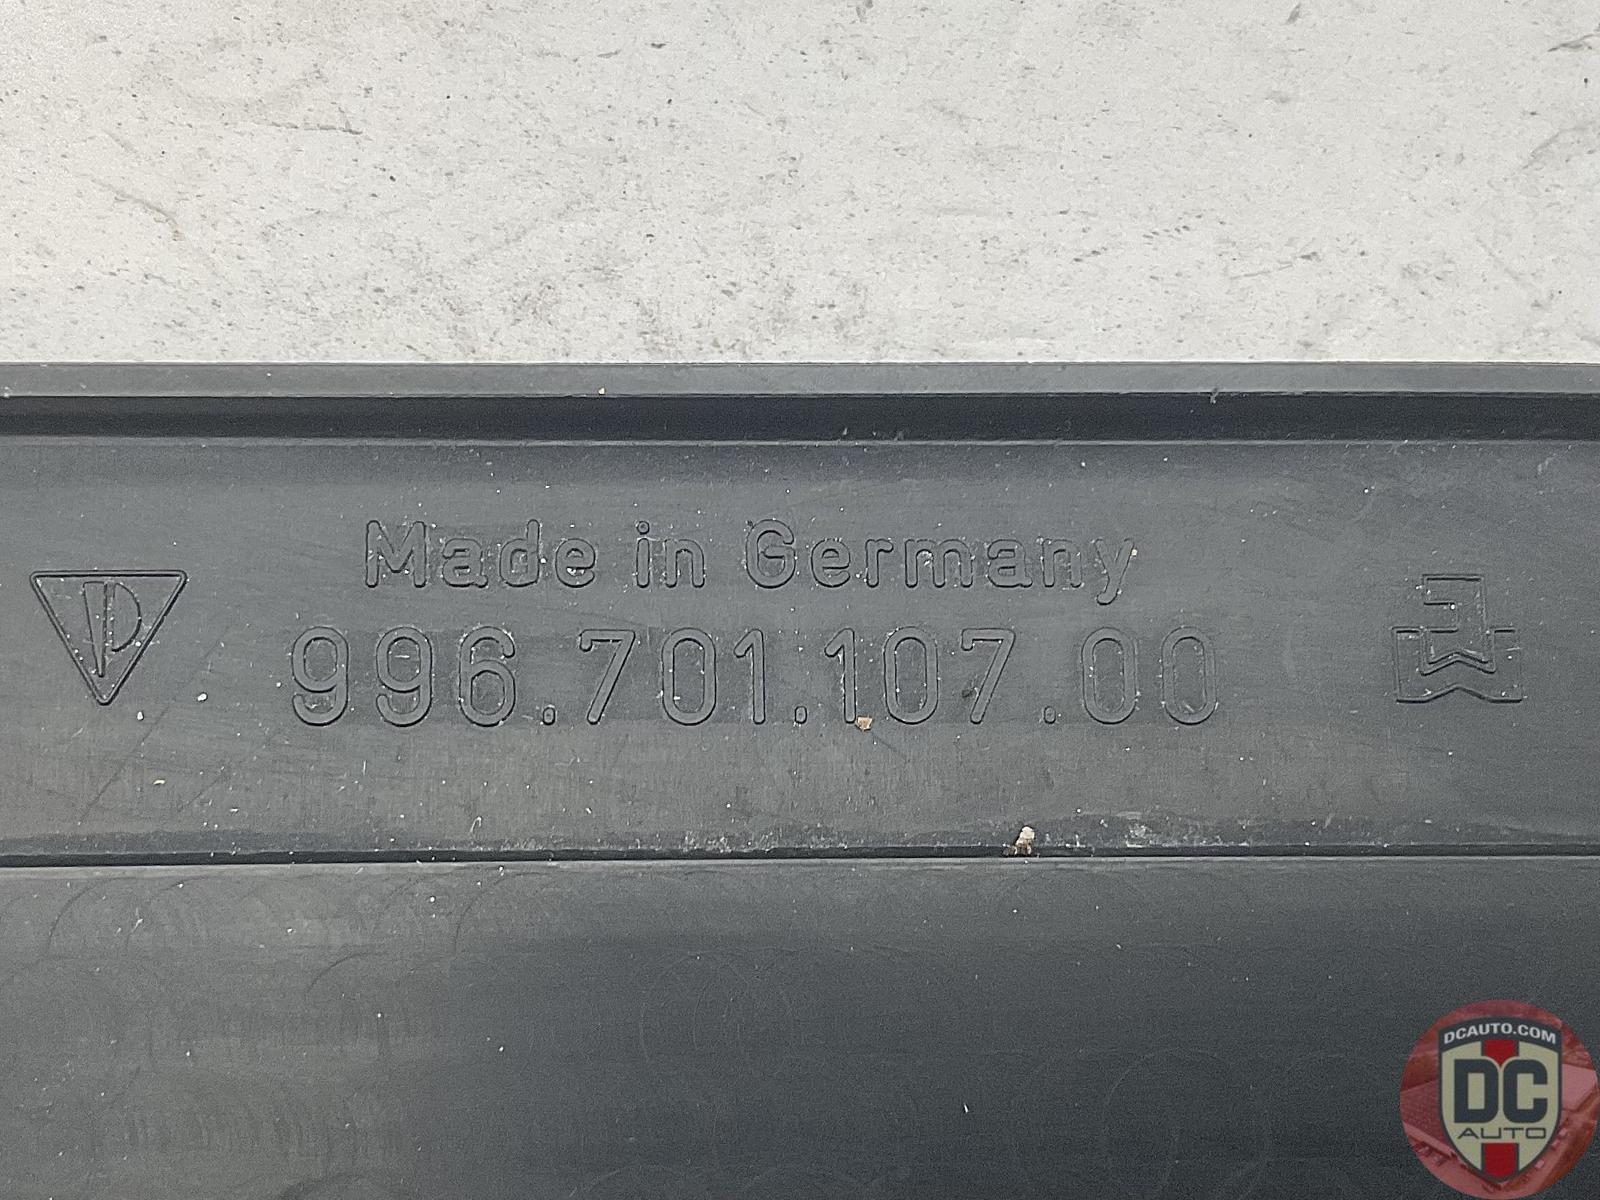 Made in Germany
996.701.107.00
DCAUTO.COM
DC
AUTO